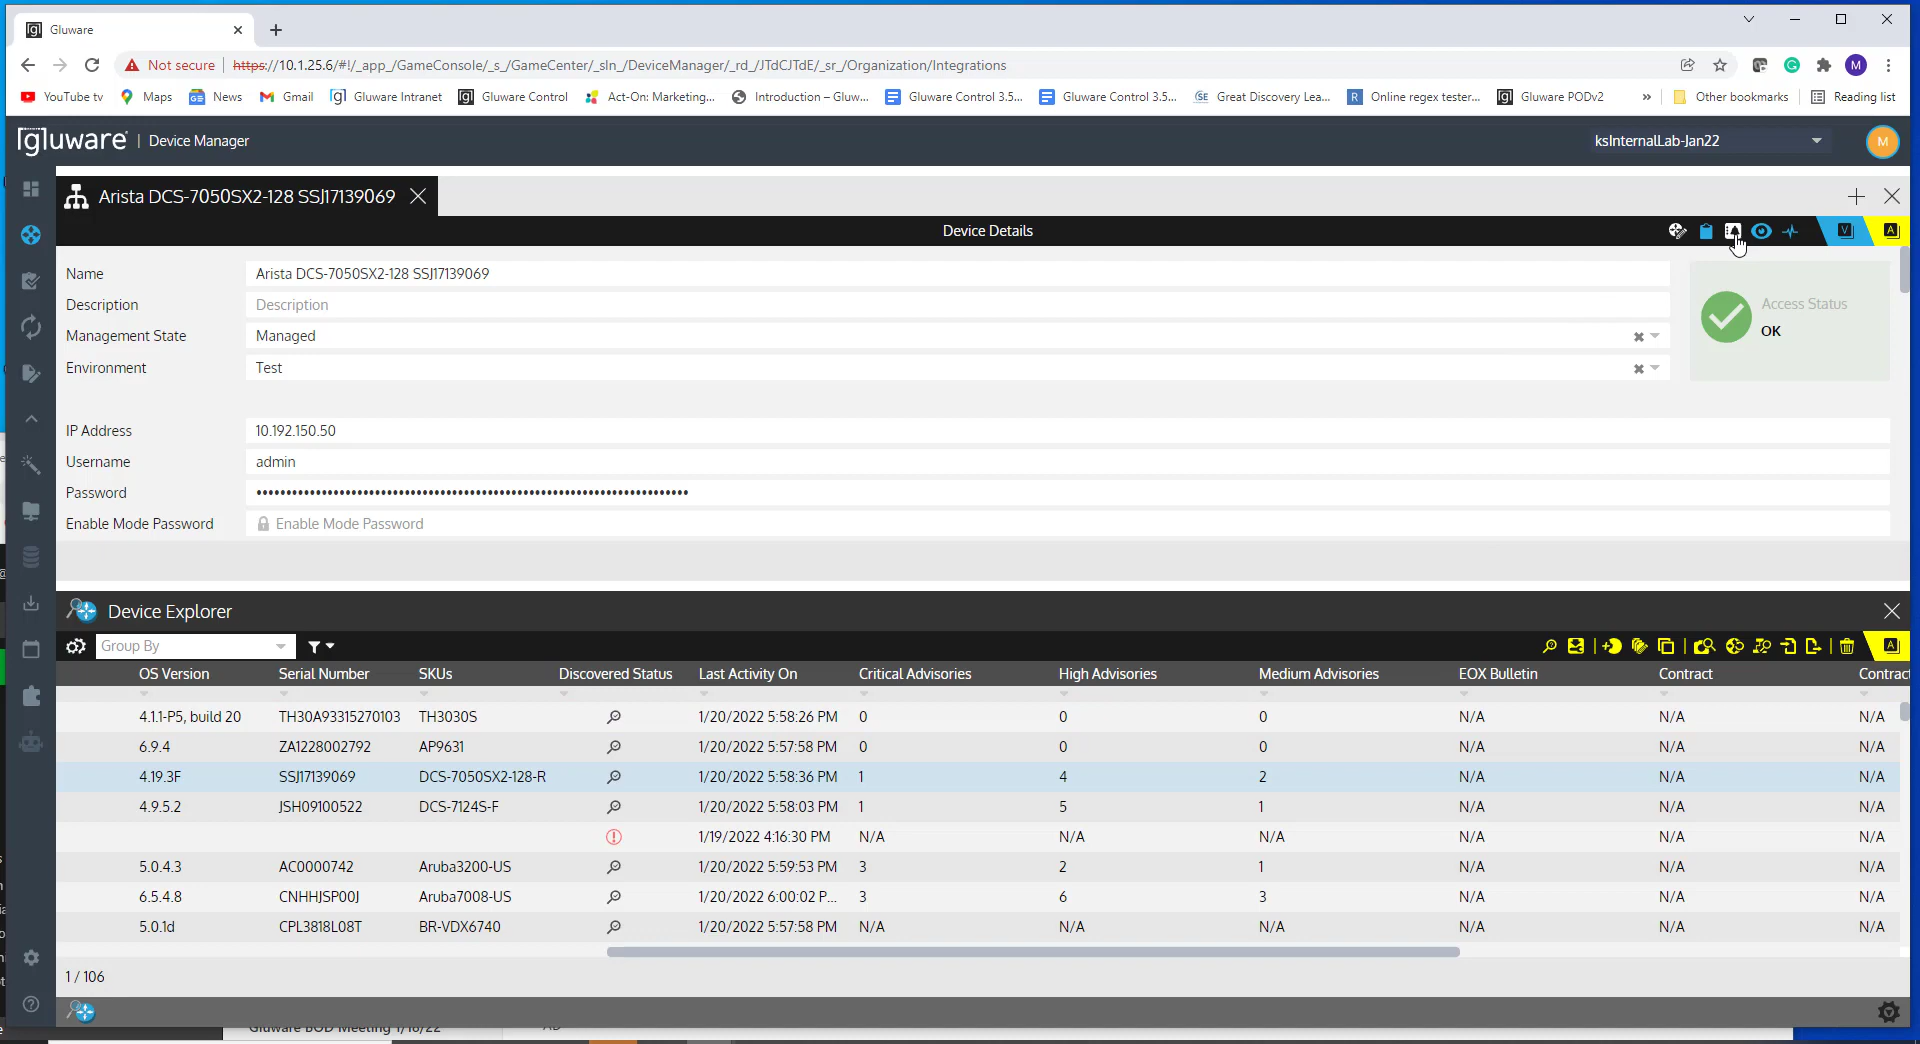 Gluware
Not secure https://10.1.25.6/#!/_app_/GameConsole/_s_/GameCenter/_sln_/DeviceManager/_rd_/JTdCJTdE/_sr_/Organization/Integrations
M
YouTube tv Maps News Gmail Gluware Intranet Gluware Control Act-On: Marketing... Introduction – Gluw... Gluware Control 3.5... Gluware Control 3.5... Great Discovery Lea... Online regex tester... Gluware PODv2 » Other bookmarks Reading list
gluware | Device Manager ksInternalLab-Jan22 M
Arista DCS-7050SX2-128 SSJ17139069
Device Details V A
Name Arista DCS-7050SX2-128 SSJ17139069
Access Status
Description Description
OK
Management State Managed
Environment Test
IP Address 10.192.150.50
Username admin
Password
Enable Mode Password Enable Mode Password
Device Explorer
Group By A
OS Version Serial Number SKUs Discovered Status Last Activity On Critical Advisories High Advisories Medium Advisories EOX Bulletin Contract Contract
4.1.1-P5, build 20 TH30A93315270103 TH3030S 1/20/2022 5:58:26 PM 0 0 0 N/A N/A N/A
6.9.4 ZA1228002792 AP9631 1/20/2022 5:57:58 PM 0 0 0 N/A N/A N/A
4.19.3F SSJ17139069 DCS-7050SX2-128-R 1/20/2022 5:58:36 PM 1 4 2 N/A N/A N/A
4.9.5.2 JSH09100522 DCS-7124S-F 1/20/2022 5:58:03 PM 1 5 1 N/A N/A N/A
1/19/2022 4:16:30 PM N/A N/A N/A N/A N/A N/A
5.0.4.3 AC0000742 Aruba3200-US 1/20/2022 5:59:53 PM 3 2 1 N/A N/A N/A
6.5.4.8 CNHHJSP00J Aruba7008-US 1/20/2022 6:00:02 P... 3 6 3 N/A N/A N/A
5.0.1d CPL3818L08T BR-VDX6740 1/20/2022 5:57:58 PM N/A N/A N/A N/A N/A N/A
1 / 106
Gluware BOD Meeting 1/18/22